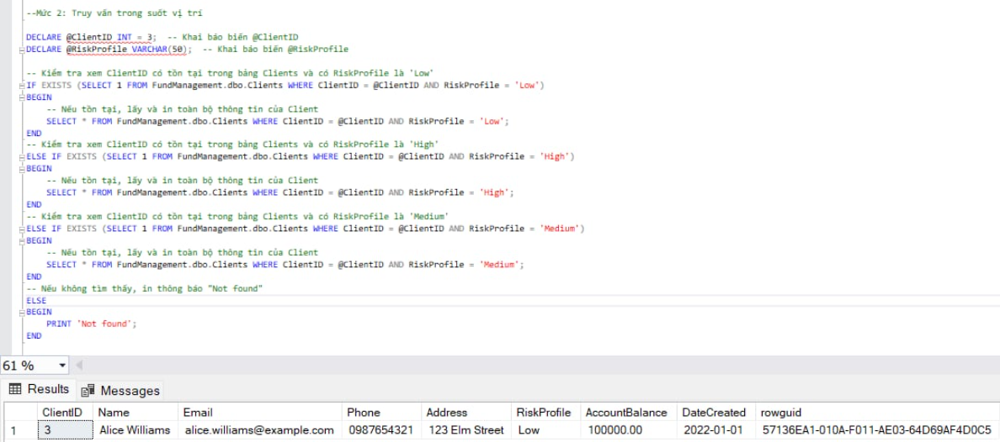 --Mức 2: Truy vấn trong suốt vị trí
DECLARE @ClientID INT = 3;  -- Khai báo biến @ClientID
DECLARE @RiskProfile VARCHAR(50);  -- Khai báo biến @RiskProfile
-- Kiểm tra xem ClientID có tồn tại trong bảng Clients và có RiskProfile là 'Low'
IF EXISTS (SELECT 1 FROM FundManagement.dbo.Clients WHERE ClientID = @ClientID AND RiskProfile = 'Low')
BEGIN
-- Nếu tồn tại, lấy và in toàn bộ thông tin của Client
SELECT * FROM FundManagement.dbo.Clients WHERE ClientID = @ClientID AND RiskProfile = 'Low';
END
-- Kiểm tra xem ClientID có tồn tại trong bảng Clients và có RiskProfile là 'High'
ELSE IF EXISTS (SELECT 1 FROM FundManagement.dbo.Clients WHERE ClientID = @ClientID AND RiskProfile = 'High')
BEGIN
-- Nếu tồn tại, lấy và in toàn bộ thông tin của Client
SELECT * FROM FundManagement.dbo.Clients WHERE ClientID = @ClientID AND RiskProfile = 'High';
END
-- Kiểm tra xem ClientID có tồn tại trong bảng Clients và có RiskProfile là 'Medium'
ELSE IF EXISTS (SELECT 1 FROM FundManagement.dbo.Clients WHERE ClientID = @ClientID AND RiskProfile = 'Medium')
BEGIN
-- Nếu tồn tại, lấy và in toàn bộ thông tin của Client
SELECT * FROM FundManagement.dbo.Clients WHERE ClientID = @ClientID AND RiskProfile = 'Medium';
END
-- Nếu không tìm thấy, in thông báo "Not found"
ELSE
BEGIN
PRINT 'Not found';
END
61 %
Results Messages
ClientID Name Email Phone Address RiskProfile AccountBalance DateCreated rowguid
1 3 Alice Williams alice.williams@example.com 0987654321 123 Elm Street Low 100000.00 2022-01-01 57136EA1-010A-F011-AE03-64D69AF4D0C5